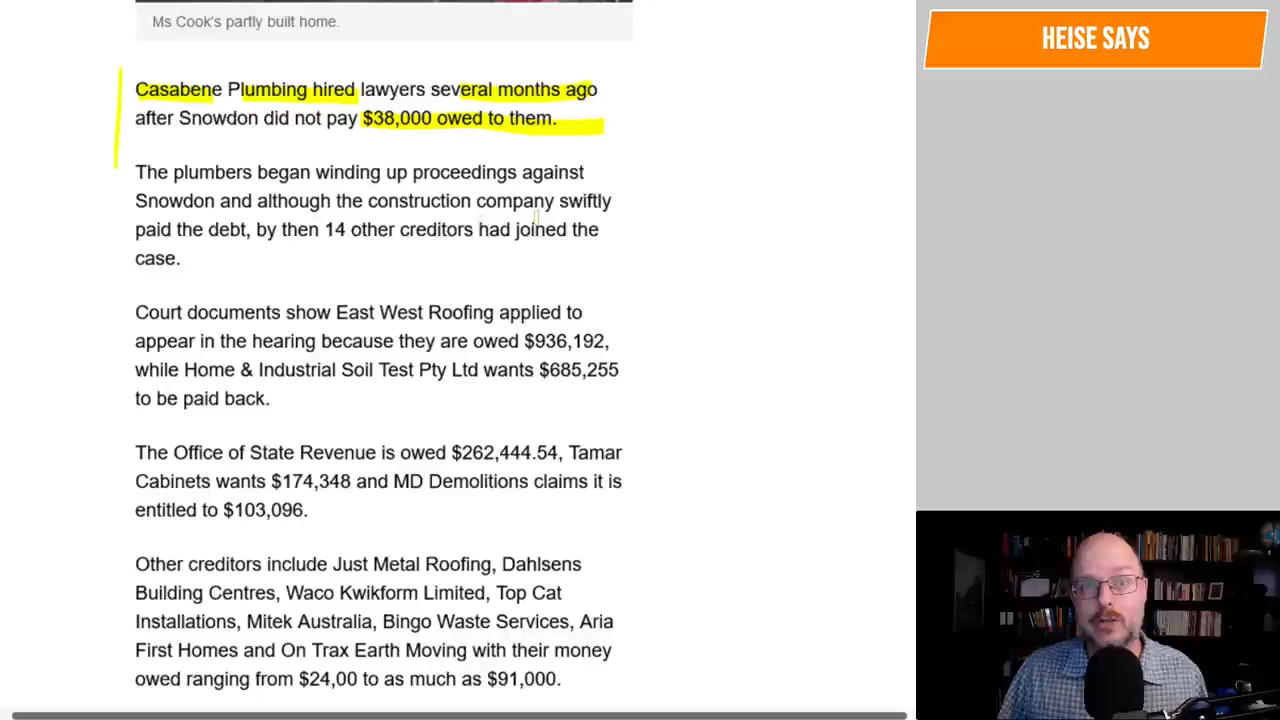 Ms Cook's partly built home.
HEISE SAYS
Casabene Plumbing hired lawyers several months ago
after Snowdon did not pay $38,000 owed to them.
The plumbers began winding up proceedings against
Snowdon and although the construction company swiftly
paid the debt, by then 14 other creditors had joined the
case.
Court documents show East West Roofing applied to
appear in the hearing because they are owed $936,192,
while Home & Industrial Soil Test Pty Ltd wants $685,255
to be paid back.
The Office of State Revenue is owed $262,444.54, Tamar
Cabinets wants $174,348 and MD Demolitions claims it is
entitled to $103,096.
Other creditors include Just Metal Roofing, Dahlsens
Building Centres, Waco Kwikform Limited, Top Cat
Installations, Mitek Australia, Bingo Waste Services, Aria
First Homes and On Trax Earth Moving with their money
owed ranging from $24,00 to as much as $91,000.